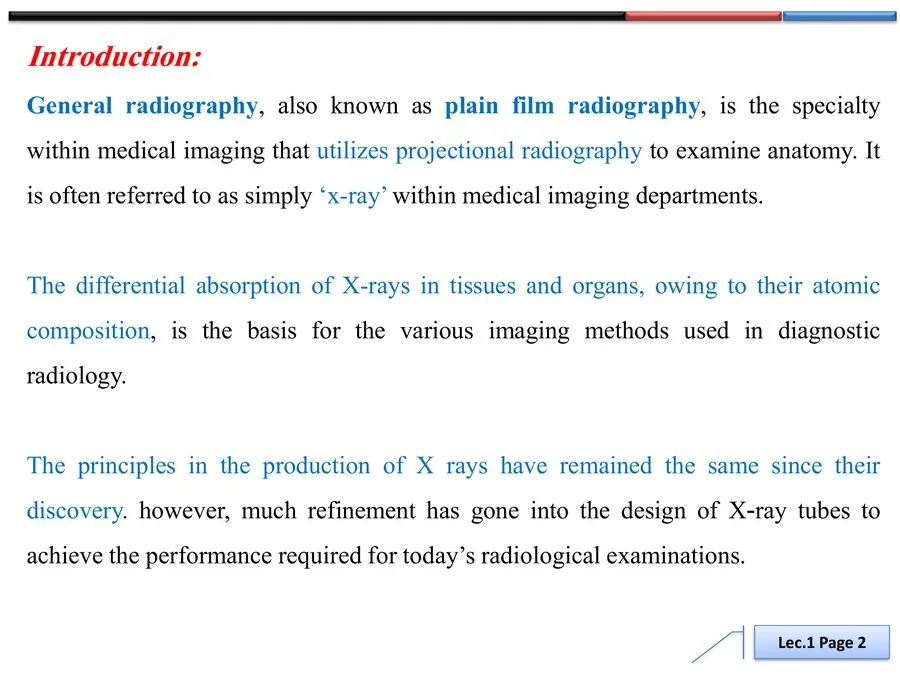 Introduction:
General radiography, also known as plain film radiography, is the specialty
within medical imaging that utilizes projectional radiography to examine anatomy. It
is often referred to as simply ‘x-ray’ within medical imaging departments.
The differential absorption of X-rays in tissues and organs, owing to their atomic
composition, is the basis for the various imaging methods used in diagnostic
radiology.
The principles in the production of X rays have remained the same since their
discovery. however, much refinement has gone into the design of X-ray tubes to
achieve the performance required for today’s radiological examinations.
Lec.1 Page 2